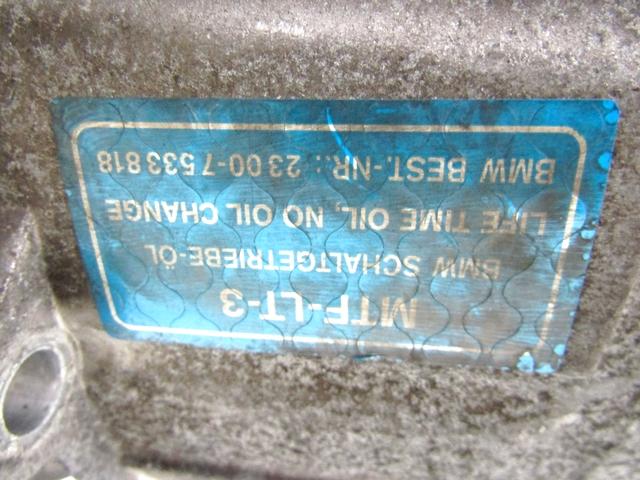 MTF-LT-3
BMW SCHALTGETRIEBE-ÖL
LIFE TIME OIL, NO OIL CHANGE
BMW BEST.-NR.: 23 00-7 533 818